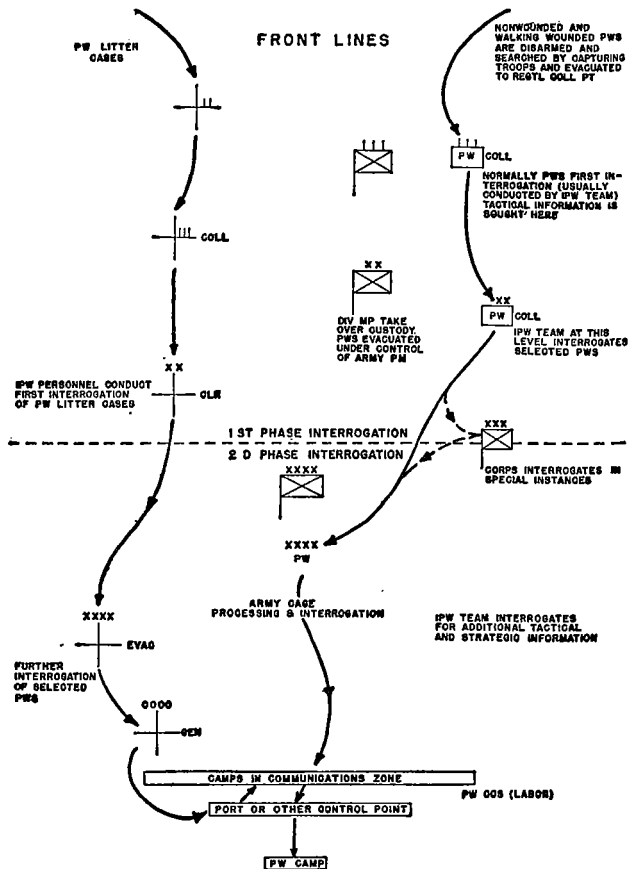 FRONT LINES
PW LITTER
CASES
NONWOUNDED AND
WALKING WOUNDED PWS
ARE DISARMED AND
SEARCHED BY CAPTURING
TROOPS AND EVACUATED
TO REGTL COLL PT
PW COLL
NORMALLY PWS FIRST IN-
TERROGATION (USUALLY
CONDUCTED BY IPW TEAM)
TACTICAL INFORMATION IS
SOUGHT HERE
COLL
XX
XX
PW COLL
DIV MP TAKE
OVER CUSTODY.
PWS EVACUATED
UNDER CONTROL
OF ARMY PM
IPW TEAM AT THIS
LEVEL INTERROGATES
SELECTED PWS
XX
CLR
IPW PERSONNEL CONDUCT
FIRST INTERROGATION
OF PW LITTER CASES
1ST PHASE INTERROGATION
2 D PHASE INTERROGATION
XXX
CORPS INTERROGATES IN
SPECIAL INSTANCES
XXXX
XXXX
PW
ARMY CAGE
PROCESSING & INTERROGATION
IPW TEAM INTERROGATES
FOR ADDITIONAL TACTICAL
AND STRATEGIC INFORMATION
XXXX
EVAC
FURTHER
INTERROGATION
OF SELECTED
PWS
OOOO
GEN
CAMPS IN COMMUNICATIONS ZONE
PW COS (LABOR)
PORT OR OTHER CONTROL POINT
PW CAMP